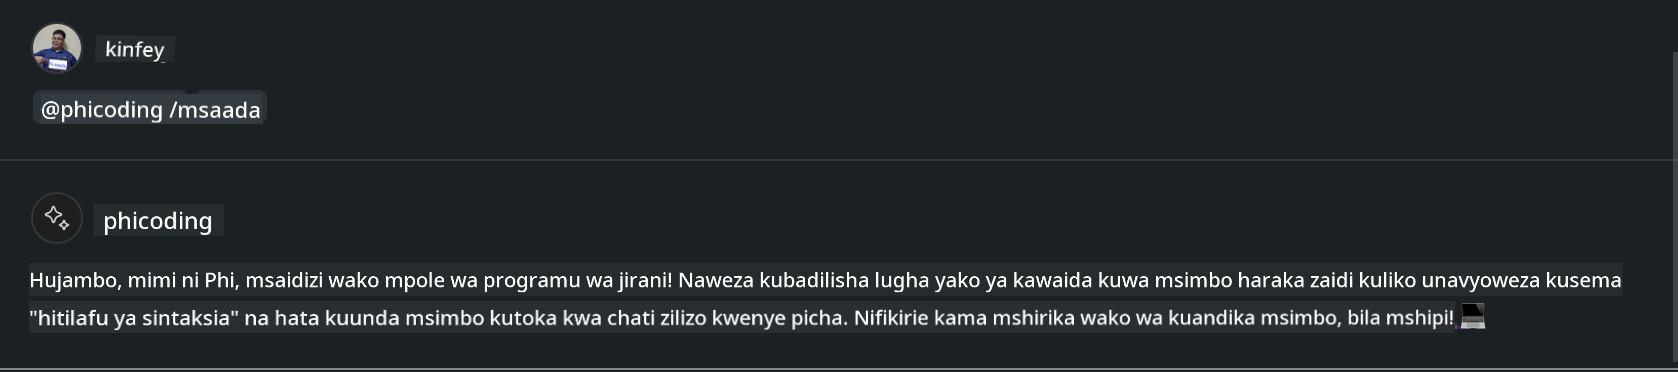 kinfey
@phicoding /msaada
phicoding
Hujambo, mimi ni Phi, msaidizi wako mpole wa programu wa jirani! Naweza kubadilisha lugha yako ya kawaida kuwa msimbo haraka zaidi kuliko unavyoweza kusema
"hitilafu ya sintaksia" na hata kuunda msimbo kutoka kwa chati zilizo kwenye picha. Nifikirie kama mshirika wako wa kuandika msimbo, bila mshipi! 💻